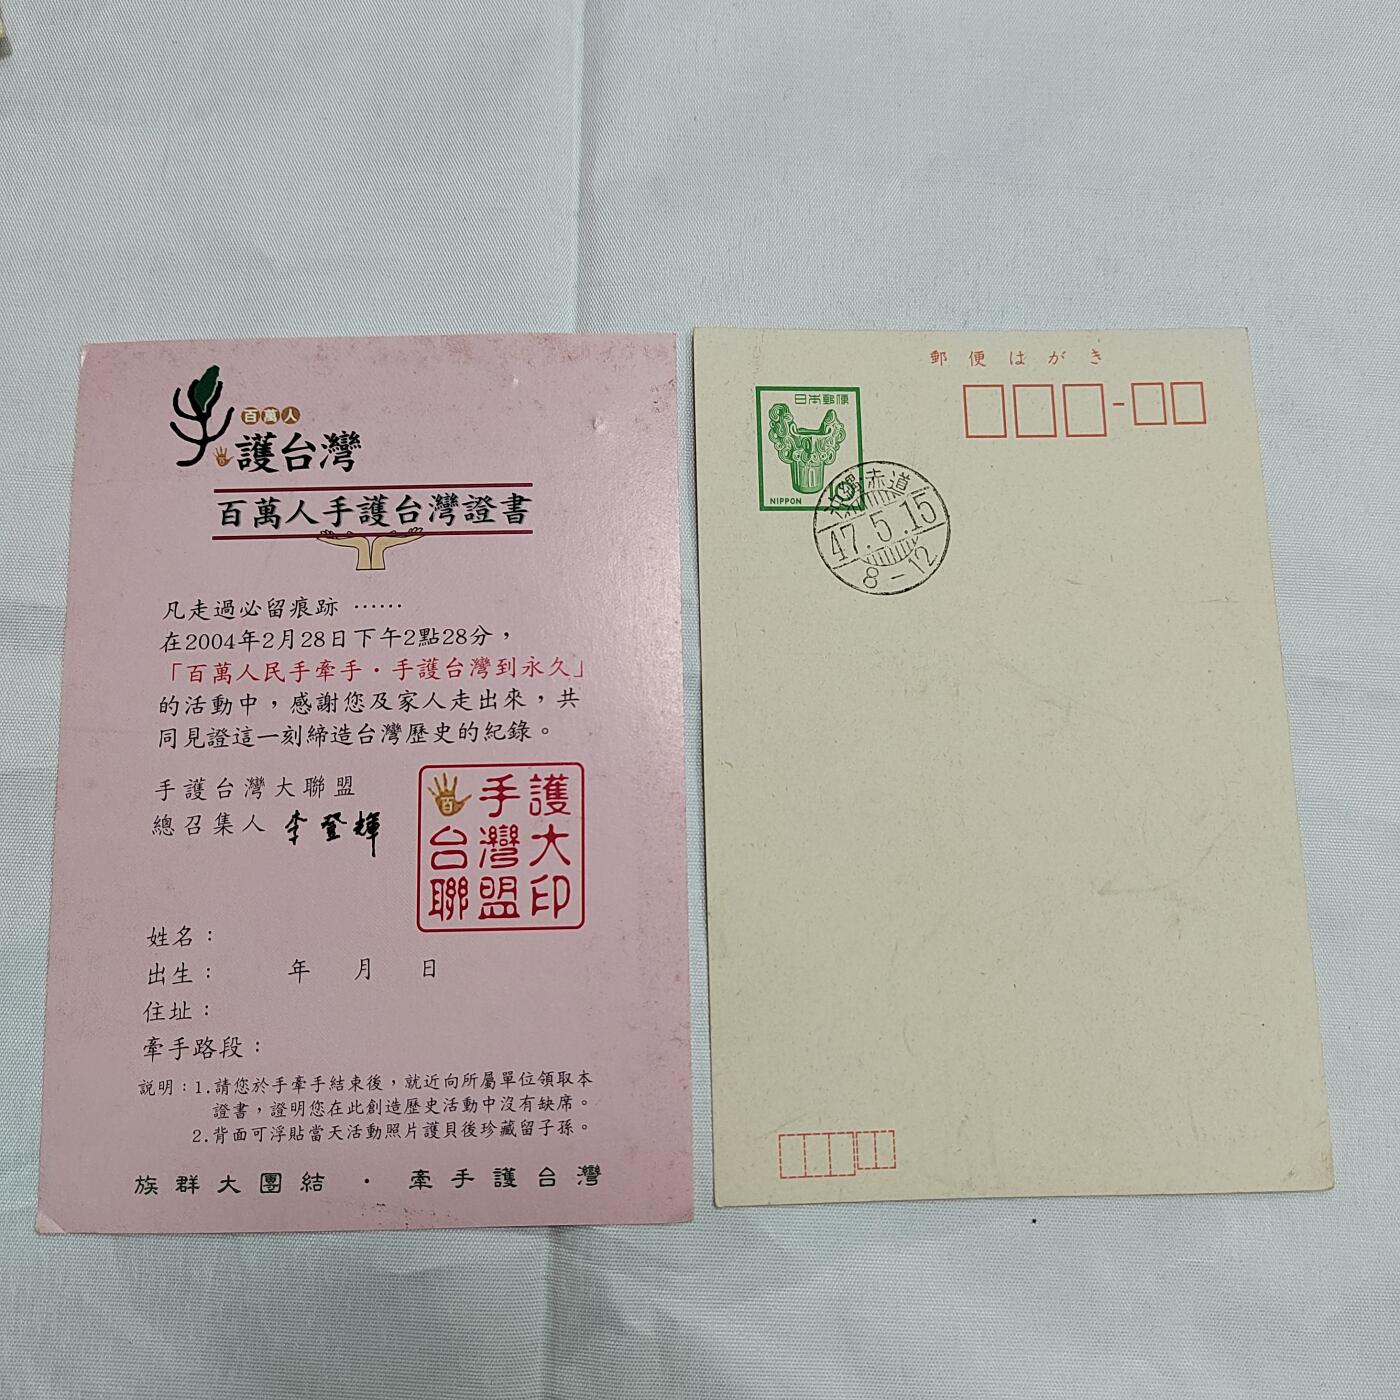 百萬人
手護台灣
百萬人手護台灣證書
凡走過必留痕跡 ……
在2004年2月28日下午2點28分，
「百萬人民手牽手・手護台灣到永久」
的活動中，感謝您及家人走出來，共
同見證這一刻締造台灣歷史的紀錄。
手護台灣大聯盟
總召集人 李登輝
百手護
台灣大
聯盟印
姓名：
出生： 年 月 日
住址：
牽手路段：
説明：1.請您於手牽手結束後，就近向所屬單位領取本
證書，證明您在此創造歷史活動中沒有缺席。
2.背面可浮貼當天活動照片護貝後珍藏留子孫。
族群大團結・牽手護台灣
郵便はがき
日本郵便
NIPPON
10
沖縄赤道
47.5.15
8-12